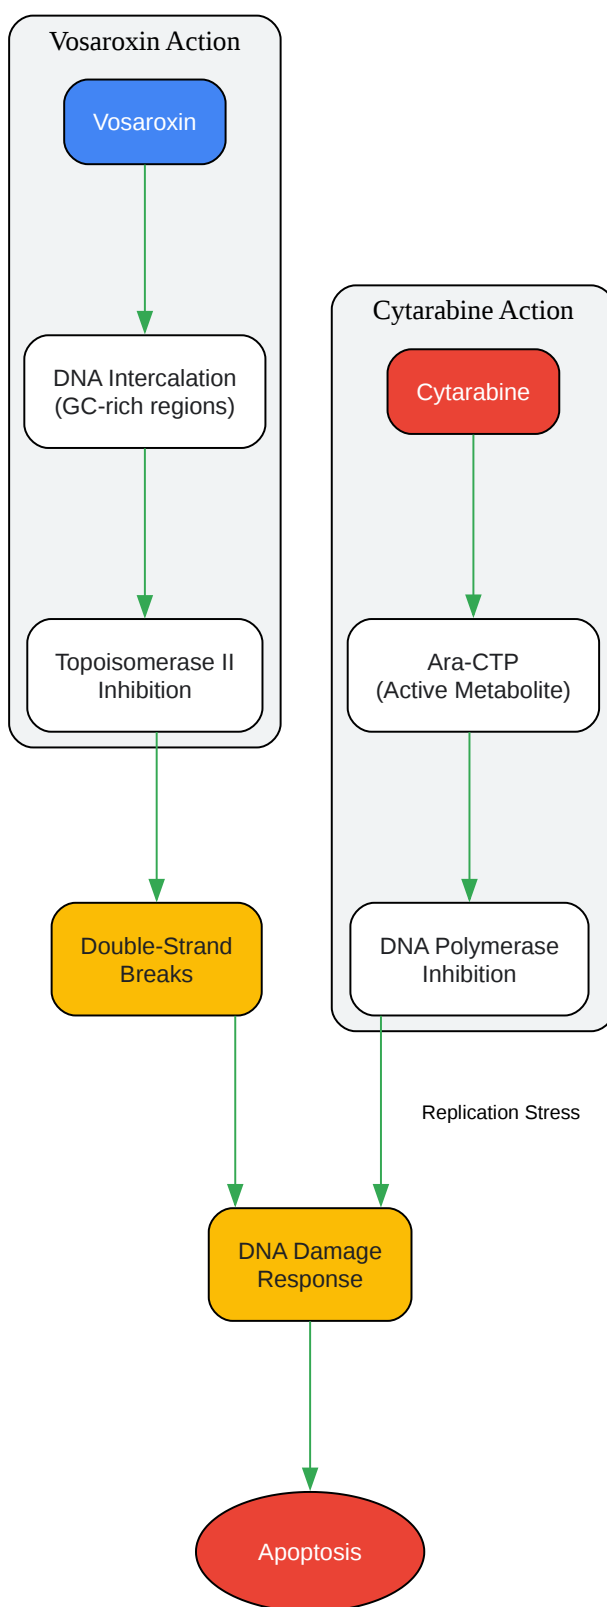 Vosaroxin Action
Vosaroxin
DNA Intercalation
(GC-rich regions)
Topoisomerase II
Inhibition
Cytarabine Action
Cytarabine
Ara-CTP
(Active Metabolite)
DNA Polymerase
Inhibition
Double-Strand
Breaks
Replication Stress
DNA Damage
Response
Apoptosis